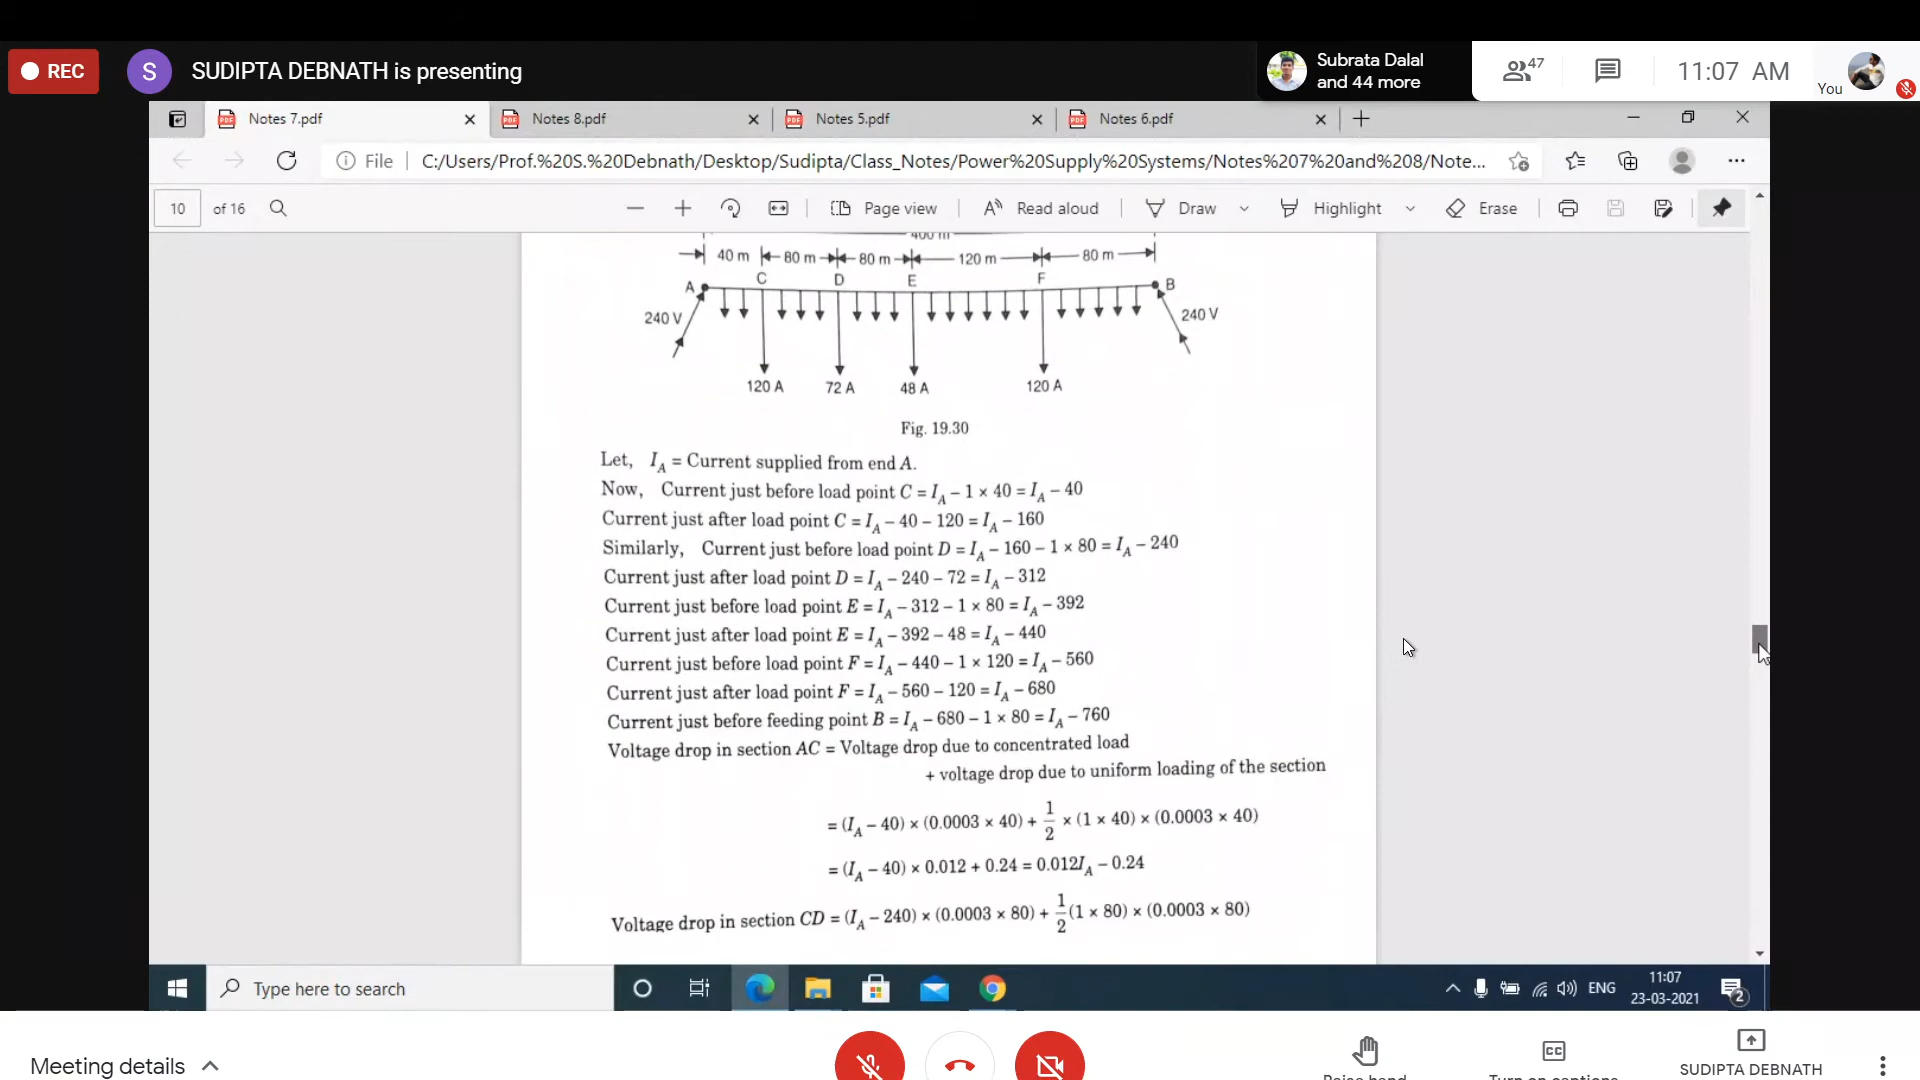 REC
S
SUDIPTA DEBNATH is presenting
Subrata Dalal
and 44 more
47
11:07 AM
You
Notes 7.pdf
Notes 8.pdf
Notes 5.pdf
Notes 6.pdf
File
C:/Users/Prof.%20S.%20Debnath/Desktop/Sudipta/Class_Notes/Power%20Supply%20Systems/Notes%207%20and%208/Note...
10 of 16
Page view
Read aloud
Draw
Highlight
Erase
400 m
40 m 80 m 80 m 120 m 80 m
A C D E F B
240 V 240 V
120 A 72 A 48 A 120 A
Fig. 19.30
Let, I_A = Current supplied from end A.
Now, Current just before load point C = I_A − 1 × 40 = I_A − 40
Current just after load point C = I_A − 40 − 120 = I_A − 160
Similarly, Current just before load point D = I_A − 160 − 1 × 80 = I_A − 240
Current just after load point D = I_A − 240 − 72 = I_A − 312
Current just before load point E = I_A − 312 − 1 × 80 = I_A − 392
Current just after load point E = I_A − 392 − 48 = I_A − 440
Current just before load point F = I_A − 440 − 1 × 120 = I_A − 560
Current just after load point F = I_A − 560 − 120 = I_A − 680
Current just before feeding point B = I_A − 680 − 1 × 80 = I_A − 760
Voltage drop in section AC = Voltage drop due to concentrated load
+ voltage drop due to uniform loading of the section
= (I_A − 40) × (0.0003 × 40) + 1/2 × (1 × 40) × (0.0003 × 40)
= (I_A − 40) × 0.012 + 0.24 = 0.012I_A − 0.24
Voltage drop in section CD = (I_A − 240) × (0.0003 × 80) + 1/2 (1 × 80) × (0.0003 × 80)
Type here to search
ENG
11:07
23-03-2021
2
Meeting details
Raise hand
Turn on captions
SUDIPTA DEBNATH